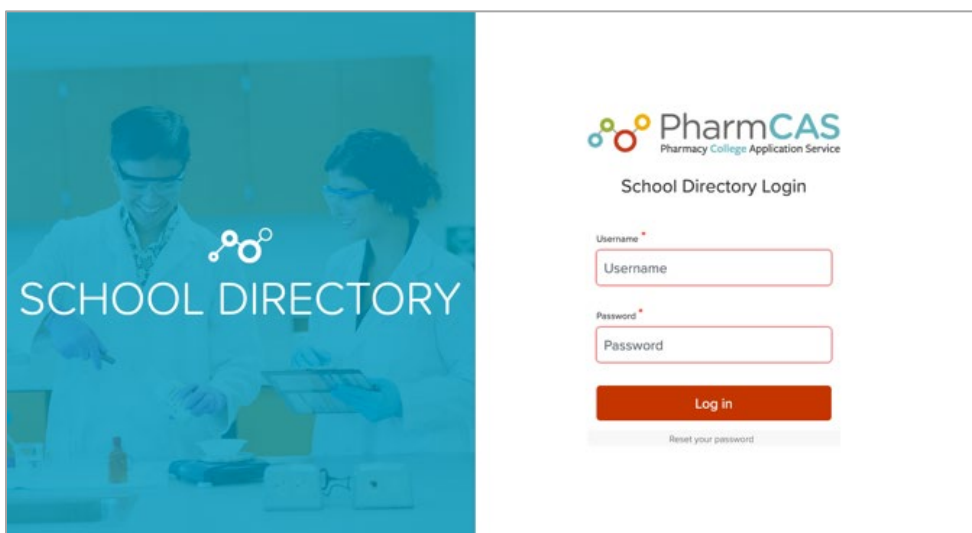 SCHOOL DIRECTORY
PharmCAS
Pharmacy College Application Service
School Directory Login
Username *
Username
Password *
Password
Log in
Reset your password